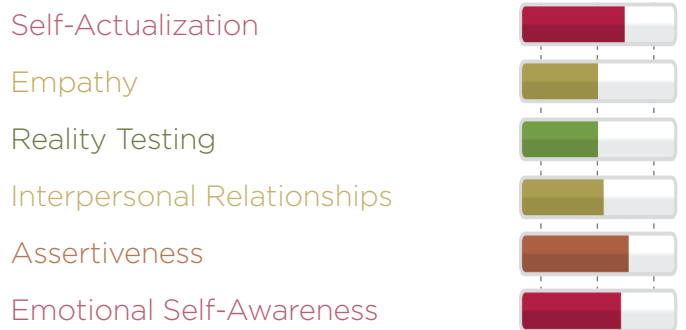 Self-Actualization
Empathy
Reality Testing
Interpersonal Relationships
Assertiveness
Emotional Self-Awareness